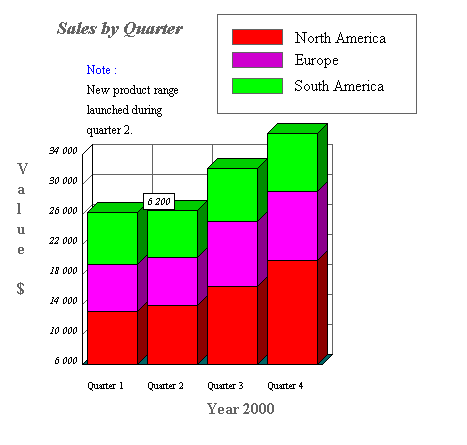 Sales by Quarter
North America
Europe
South America
Note :
New product range
launched during
quarter 2.
Value $
34 000
30 000
26 000
22 000
18 000
14 000
10 000
6 000
6 200
Quarter 1
Quarter 2
Quarter 3
Quarter 4
Year 2000